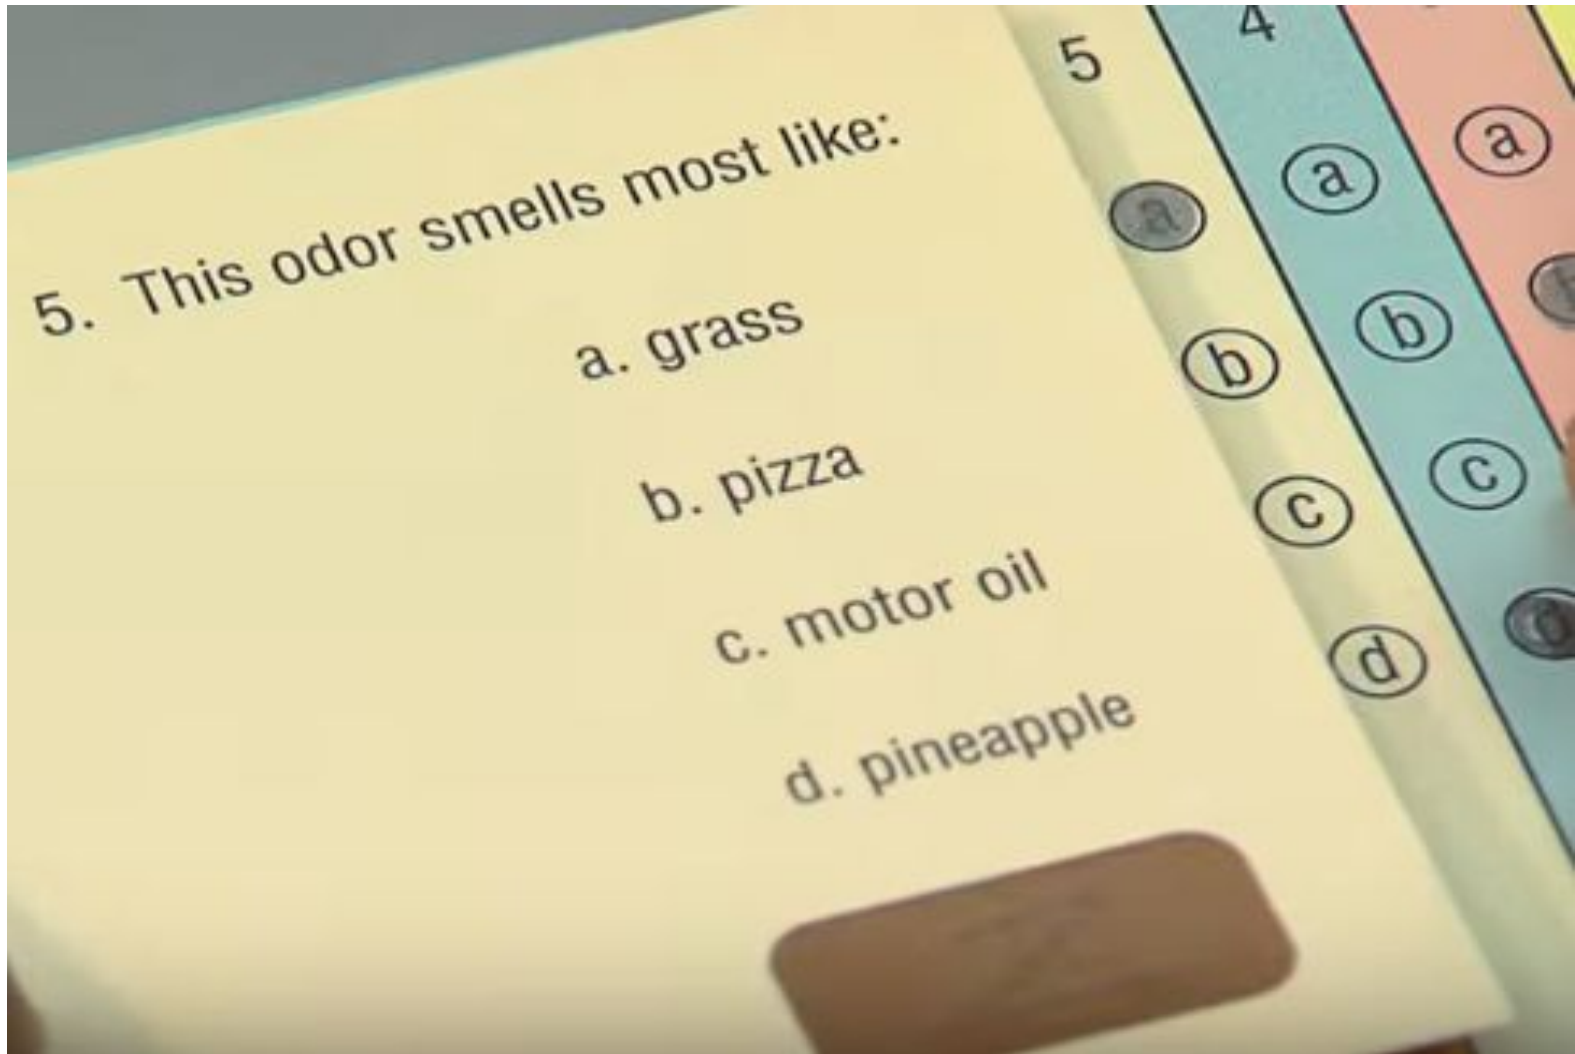 5. This odor smells most like:
a. grass
b. pizza
c. motor oil
d. pineapple
5
a
b
c
d
4
a
b
c
a